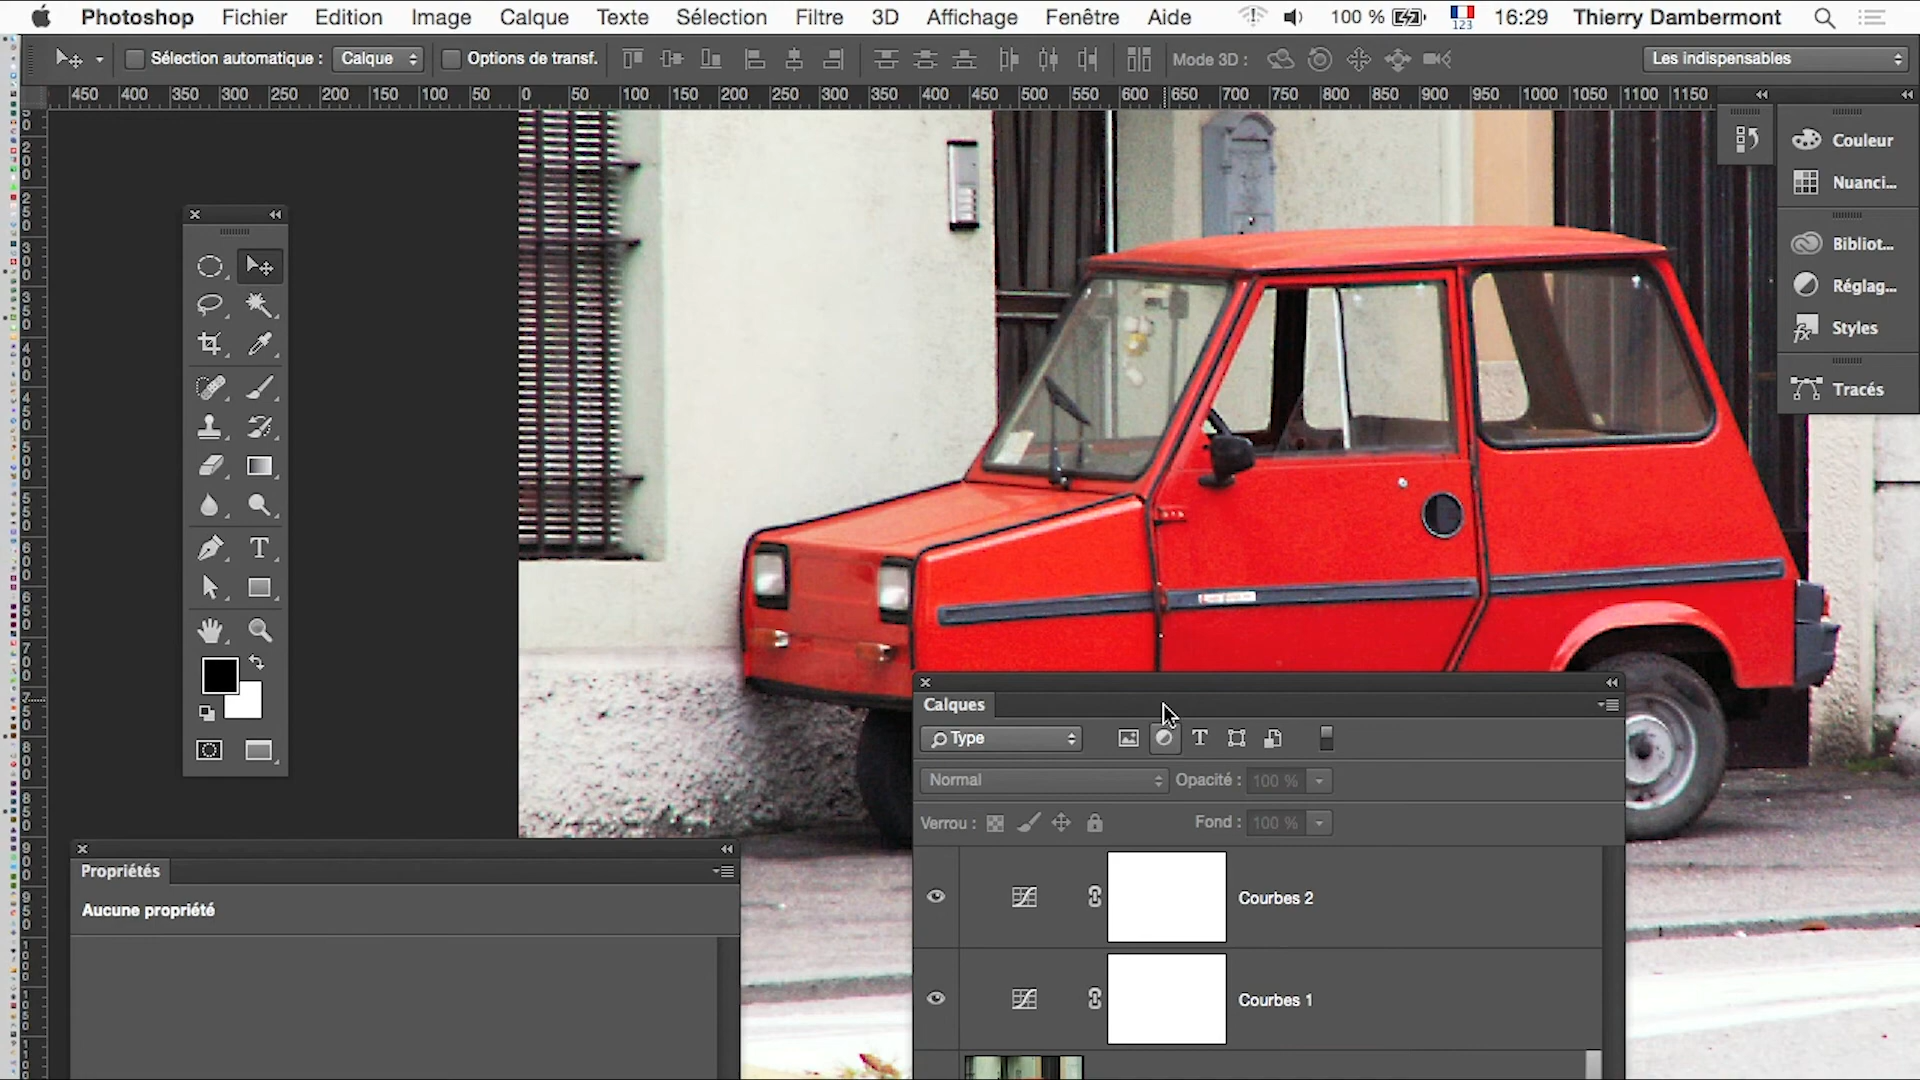 Photoshop Fichier Edition Image Calque Texte Sélection Filtre 3D Affichage Fenêtre Aide 100 % 123 16:29 Thierry Dambermont
Sélection automatique : Calque Options de transf. Mode 3D : Les indispensables
450 400 350 300 250 200 150 100 50 0 50 100 150 200 250 300 350 400 450 500 550 600 650 700 750 800 850 900 950 1000 1050 1100 1150
Couleur
Nuanci...
Bibliot...
Réglag...
Styles
Tracés
Calques
Type
Normal Opacité : 100 %
Verrou : Fond : 100 %
Courbes 2
Courbes 1
Propriétés
Aucune propriété